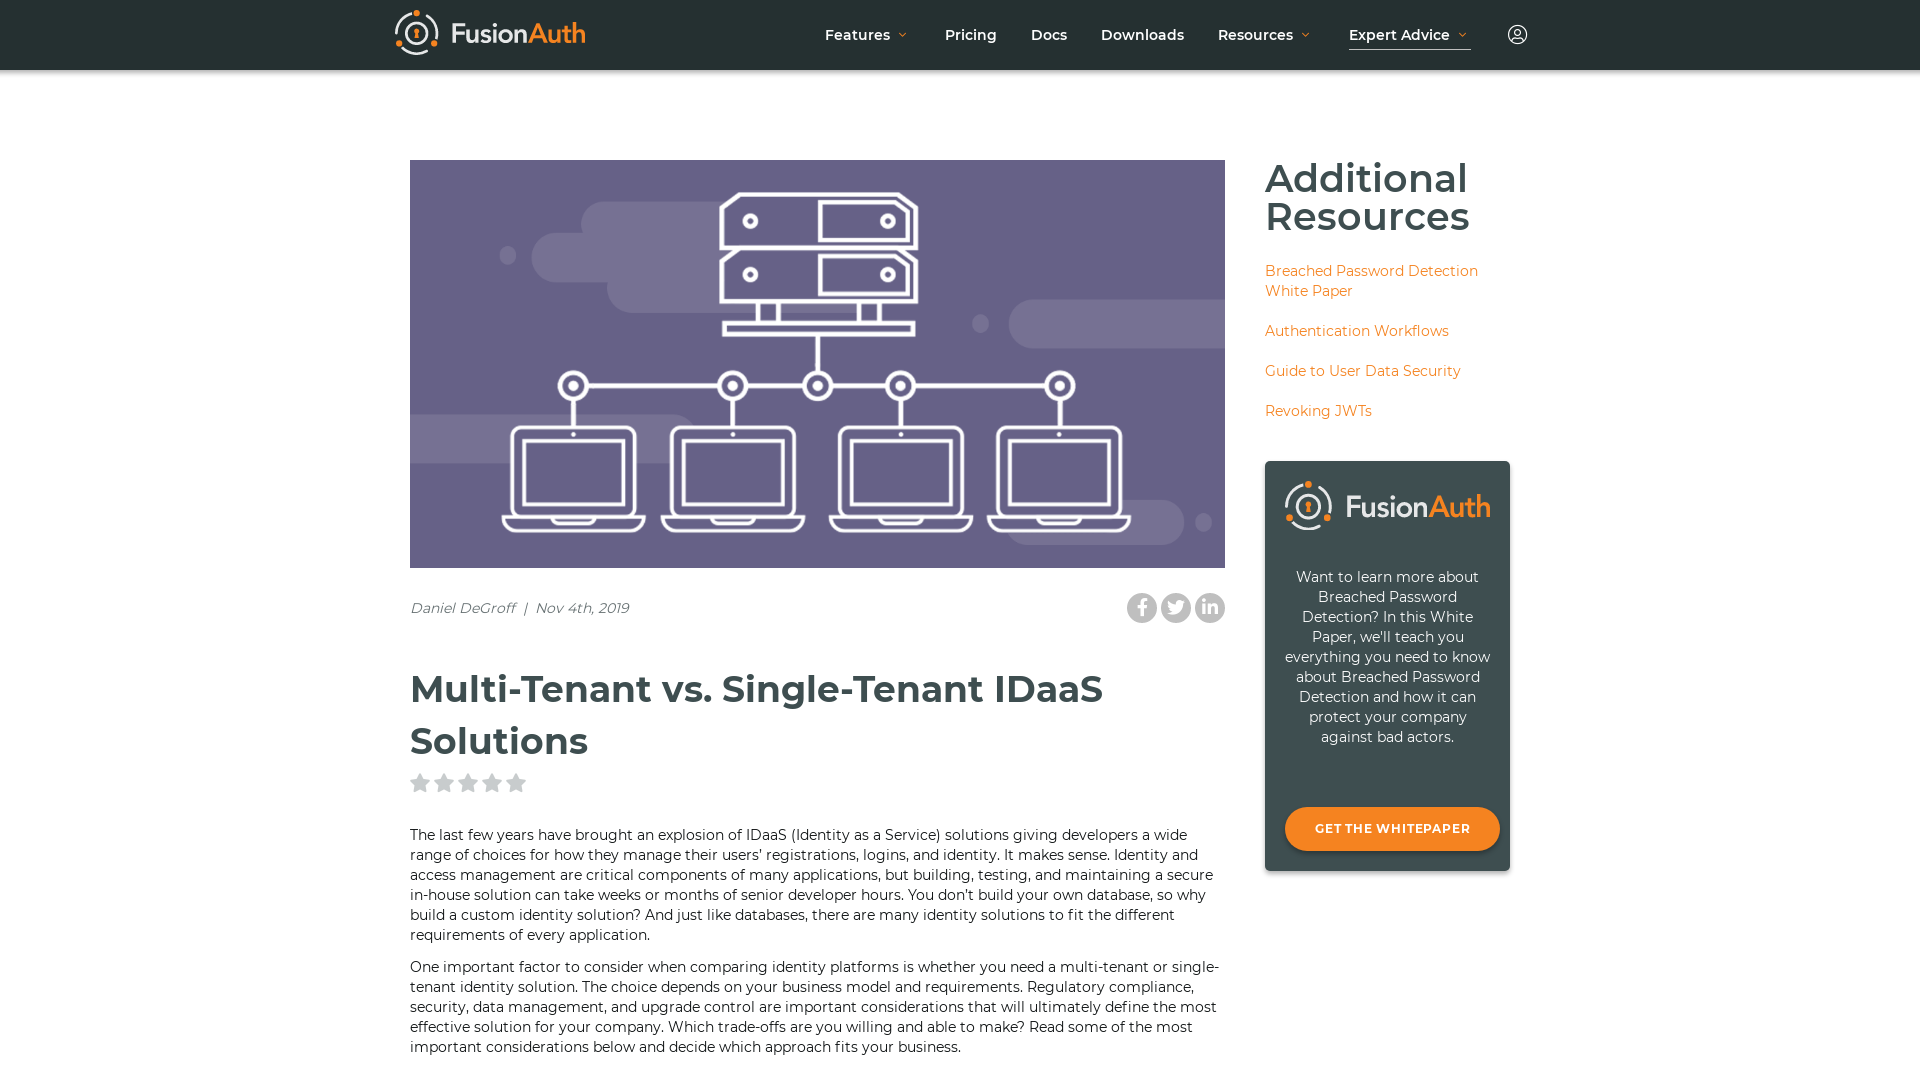 FusionAuth
Features
Pricing
Docs
Downloads
Resources
Expert Advice
Additional
Resources
Breached Password Detection
White Paper
Authentication Workflows
Guide to User Data Security
Revoking JWTs
FusionAuth
Want to learn more about
Breached Password
Detection? In this White
Paper, we'll teach you
everything you need to know
about Breached Password
Detection and how it can
protect your company
against bad actors.
GET THE WHITEPAPER
Daniel DeGroff | Nov 4th, 2019
Multi-Tenant vs. Single-Tenant IDaaS
Solutions
The last few years have brought an explosion of IDaaS (Identity as a Service) solutions giving developers a wide
range of choices for how they manage their users’ registrations, logins, and identity. It makes sense. Identity and
access management are critical components of many applications, but building, testing, and maintaining a secure
in-house solution can take weeks or months of senior developer hours. You don’t build your own database, so why
build a custom identity solution? And just like databases, there are many identity solutions to fit the different
requirements of every application.
One important factor to consider when comparing identity platforms is whether you need a multi-tenant or single-
tenant identity solution. The choice depends on your business model and requirements. Regulatory compliance,
security, data management, and upgrade control are important considerations that will ultimately define the most
effective solution for your company. Which trade-offs are you willing and able to make? Read some of the most
important considerations below and decide which approach fits your business.